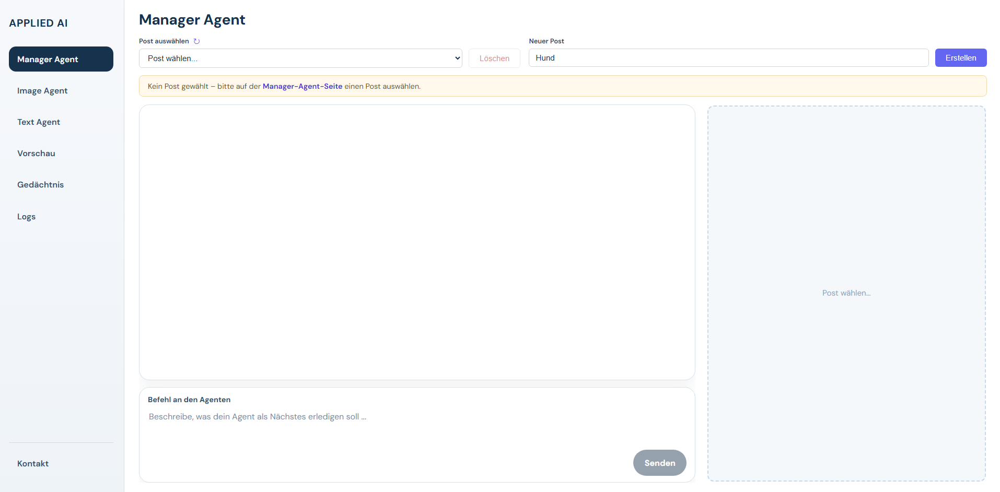 APPLIED AI
Manager Agent
Image Agent
Text Agent
Vorschau
Gedächtnis
Logs
Kontakt
Manager Agent
Post auswählen ↻
Post wählen...
Löschen
Neuer Post
Hund
Erstellen
Kein Post gewählt – bitte auf der Manager-Agent-Seite einen Post auswählen.
Befehl an den Agenten
Beschreibe, was dein Agent als Nächstes erledigen soll ...
Senden
Post wählen...